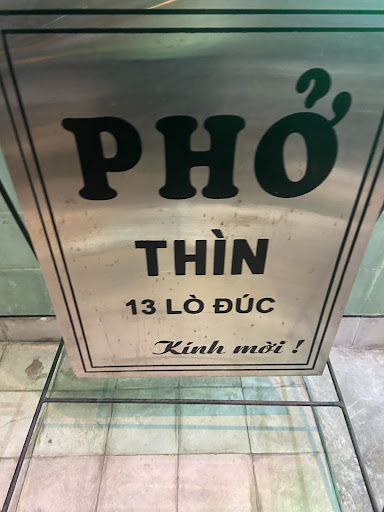 PHỞ
THÌN
13 LÒ ĐÚC
Kính mời !